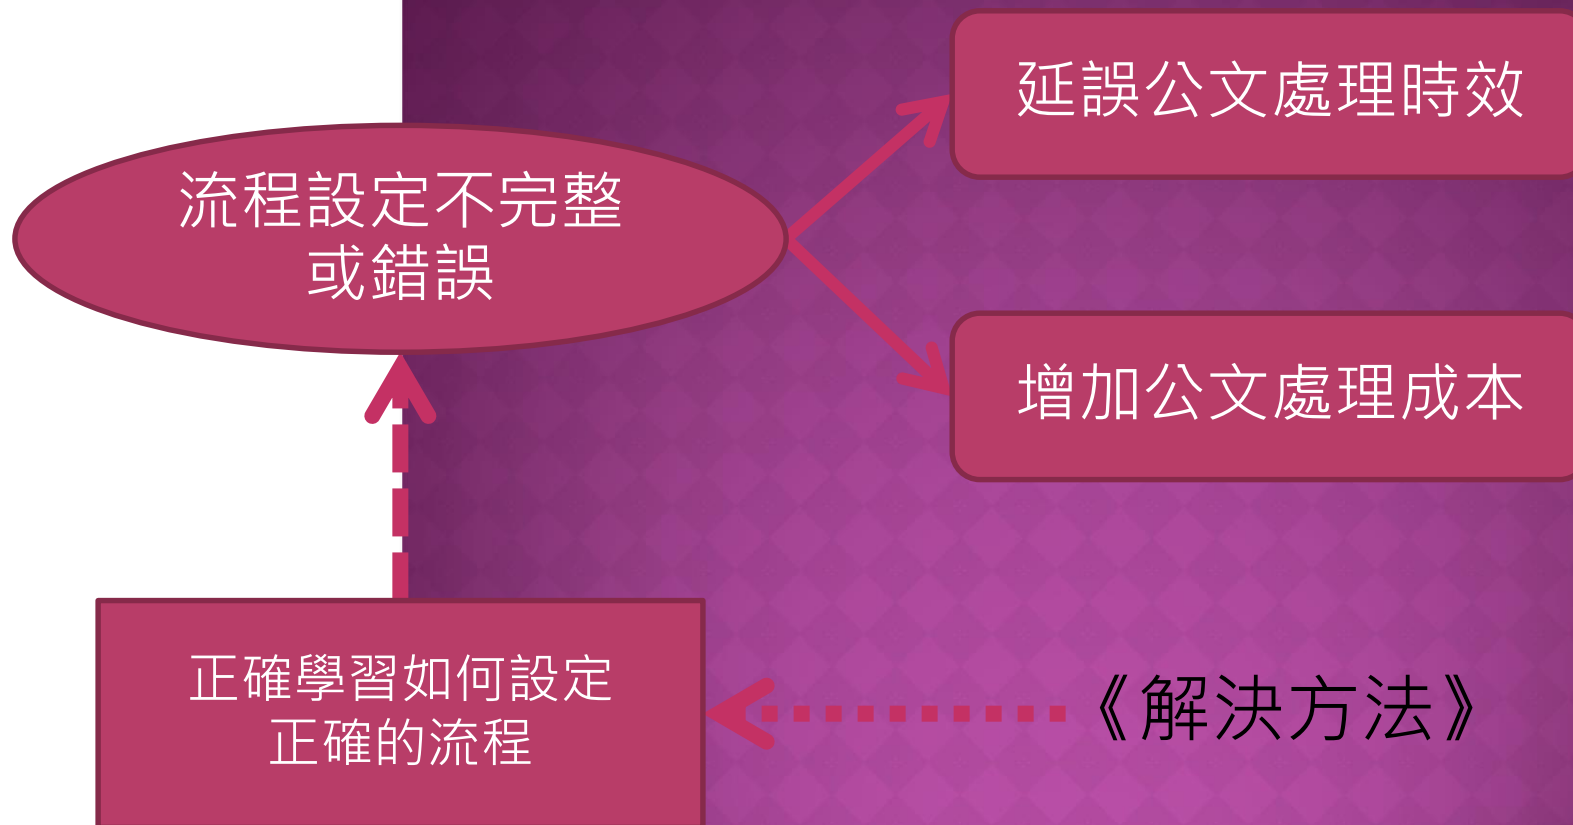 延誤公文處理時效
流程設定不完整
或錯誤
增加公文處理成本
正確學習如何設定
正確的流程
《解決方法》